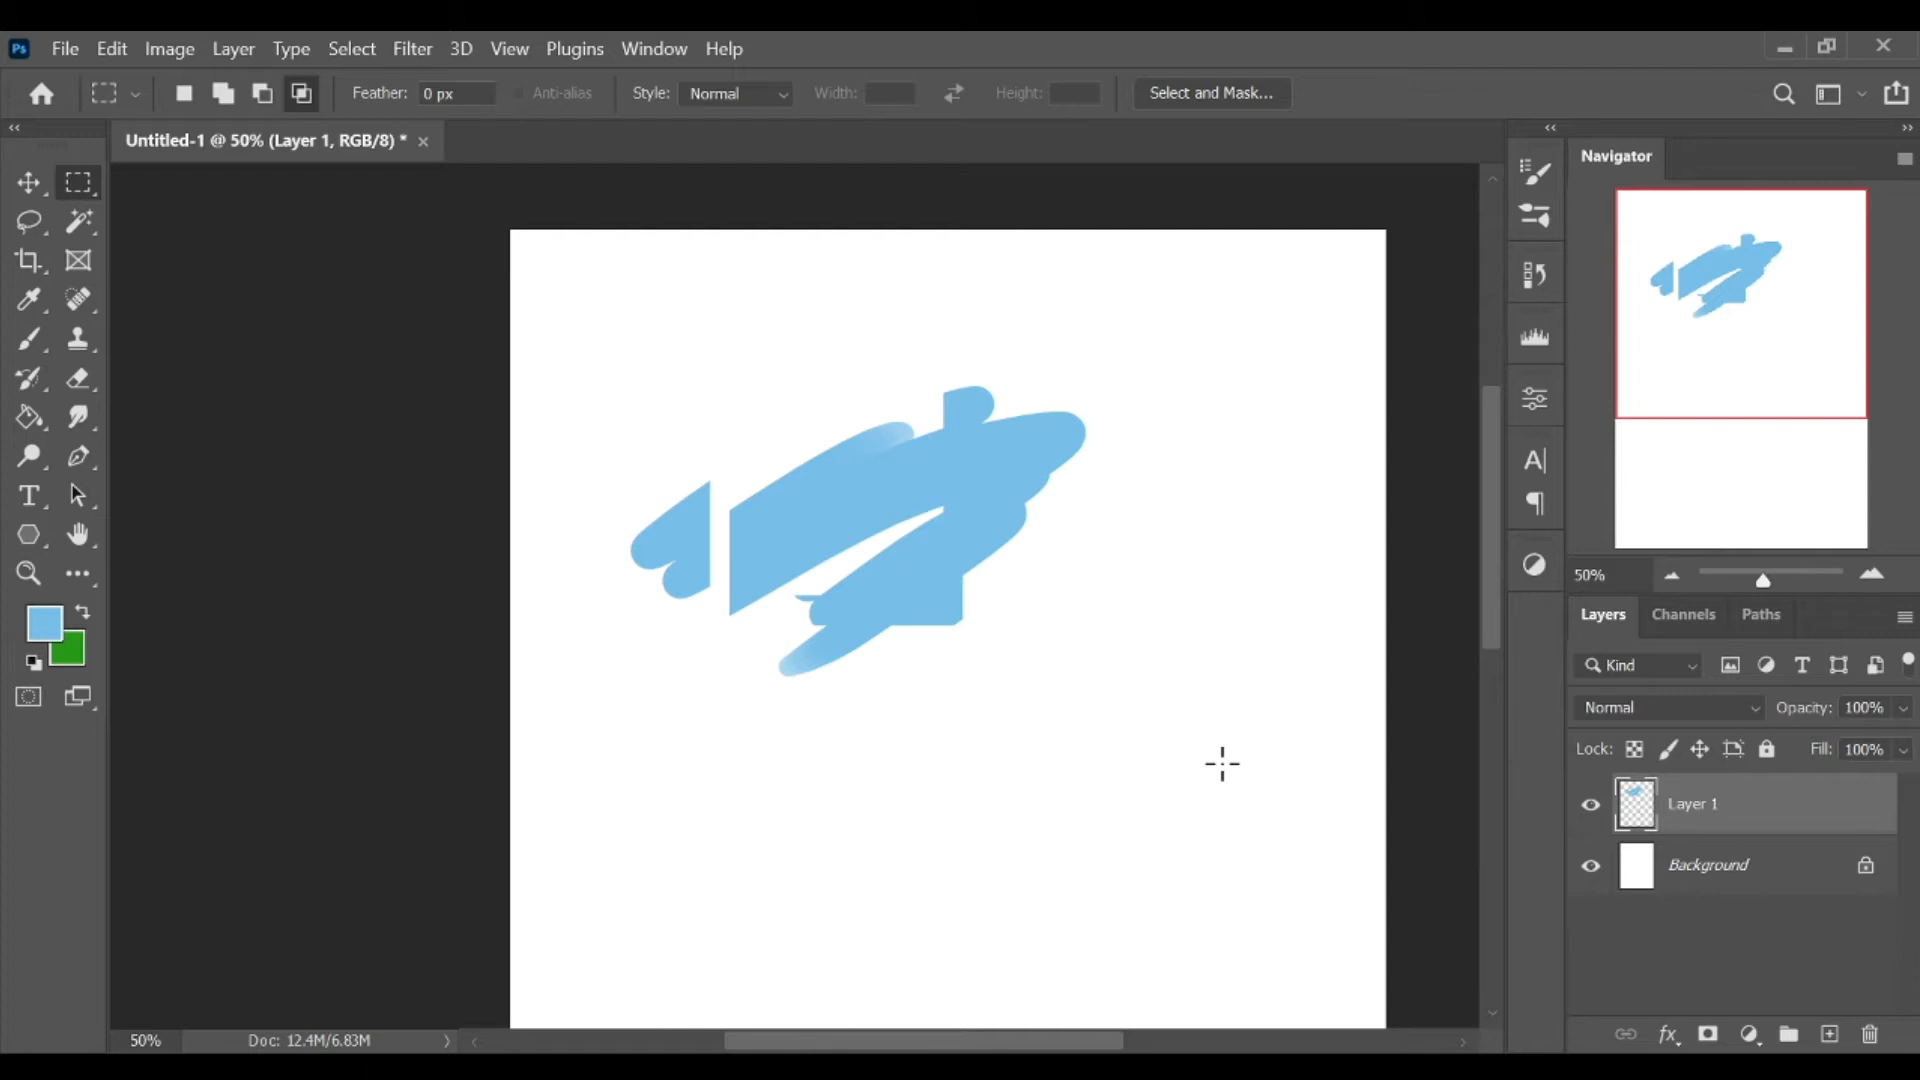 Ps File Edit Image Layer Type Select Filter 3D View Plugins Window Help
Feather: 0 px Anti-alias Style: Normal Width: Height: Select and Mask...
Untitled-1 @ 50% (Layer 1, RGB/8) *
Navigator
50%
Layers Channels Paths
Kind
Normal Opacity: 100%
Lock: Fill: 100%
Layer 1
Background
50% Doc: 12.4M/6.83M